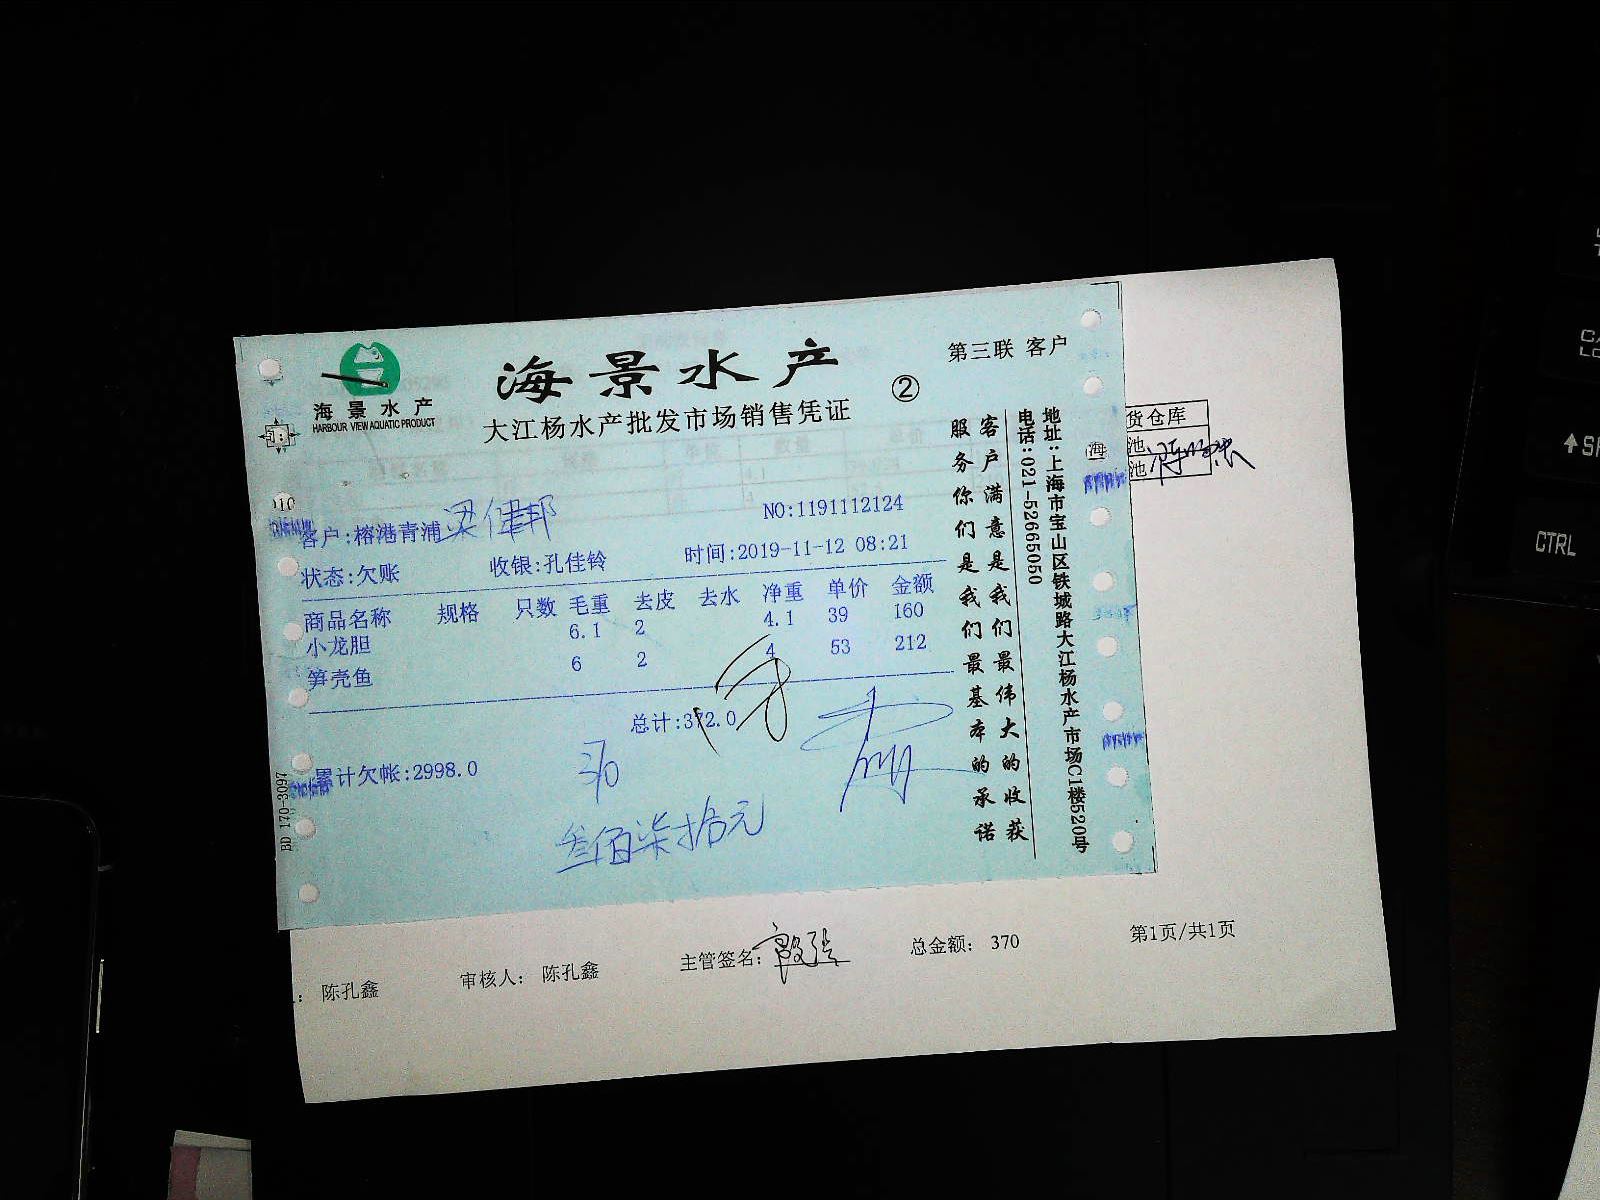 海景水产
HARBOUR VIEW AQUATIC PRODUCT
海景水产
大江杨水产批发市场销售凭证
②
第三联 客户
客户:榕港青浦 梁健邦
NO:1191112124
状态:欠账 收银:孔佳铃 时间:2019-11-12 08:21
商品名称 规格 只数 毛重 去皮 去水 净重 单价 金额
小龙胆 6.1 2 4.1 39 160
笋壳鱼 6 2 4 53 212
总计:372.0
累计欠帐:2998.0
370
叁佰柒拾元
客户满意是我们最伟大的收获
服务你们是我们最基本的承诺
地址:上海市宝山区铁城路大江杨水产市场C1楼520号
电话:021-52665050
海
BD 170-3097
货仓库
池
池
: 陈孔鑫 审核人: 陈孔鑫 主管签名: 总金额: 370 第1页/共1页
CTRL